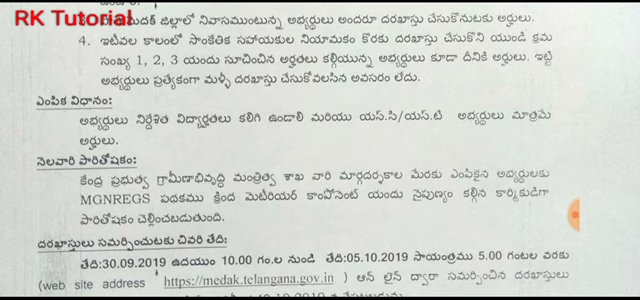 RK Tutorial
మెదక్ జిల్లాలో నివాసముంటున్న అభ్యర్థులు అందరూ దరఖాస్తు చేసుకొనుటకు అర్హులు.
4. ఇటీవల కాలంలో సాంకేతిక సహాయకుల నియామకం కొరకు దరఖాస్తు చేసుకొని యుండి క్రమ
సంఖ్య 1, 2, 3 యందు సూచించిన అర్హతలు కల్గియున్న అభ్యర్థులు కూడా దీనికి అర్హులు. ఇట్టి
అభ్యర్థులు ప్రత్యేకంగా మళ్ళీ దరఖాస్తు చేసుకోవలసిన అవసరం లేదు.
ఎంపిక విధానం:
అభ్యర్థులు నిర్దేశిత విద్యార్హతలు కలిగి ఉండాలి మరియు యస్.సి/యస్.టి అభ్యర్థులు మాత్రమే
అర్హులు.
నెలవారి పారితోషకం:
కేంద్ర ప్రభుత్వ గ్రామీణాభివృద్ధి మంత్రిత్వ శాఖ వారి మార్గదర్శకాల మేరకు ఎంపికైన అభ్యర్థులకు
MGNREGS పథకము క్రింద మెటీరియర్ కాంపోనెంట్ యందు నైపుణ్యం కల్గిన కార్మికుడిగా
పారితోషకం చెల్లించబడుతుంది.
దరఖాస్తులు సమర్పించుటకు చివరి తేది:
తేది:30.09.2019 ఉదయం 10.00 గం.ల నుండి తేది:05.10.2019 సాయంత్రము 5.00 గంటల వరకు
(web site address https://medak.telangana.gov.in ) ఆన్ లైన్ ద్వారా సమర్పించిన దరఖాస్తులు